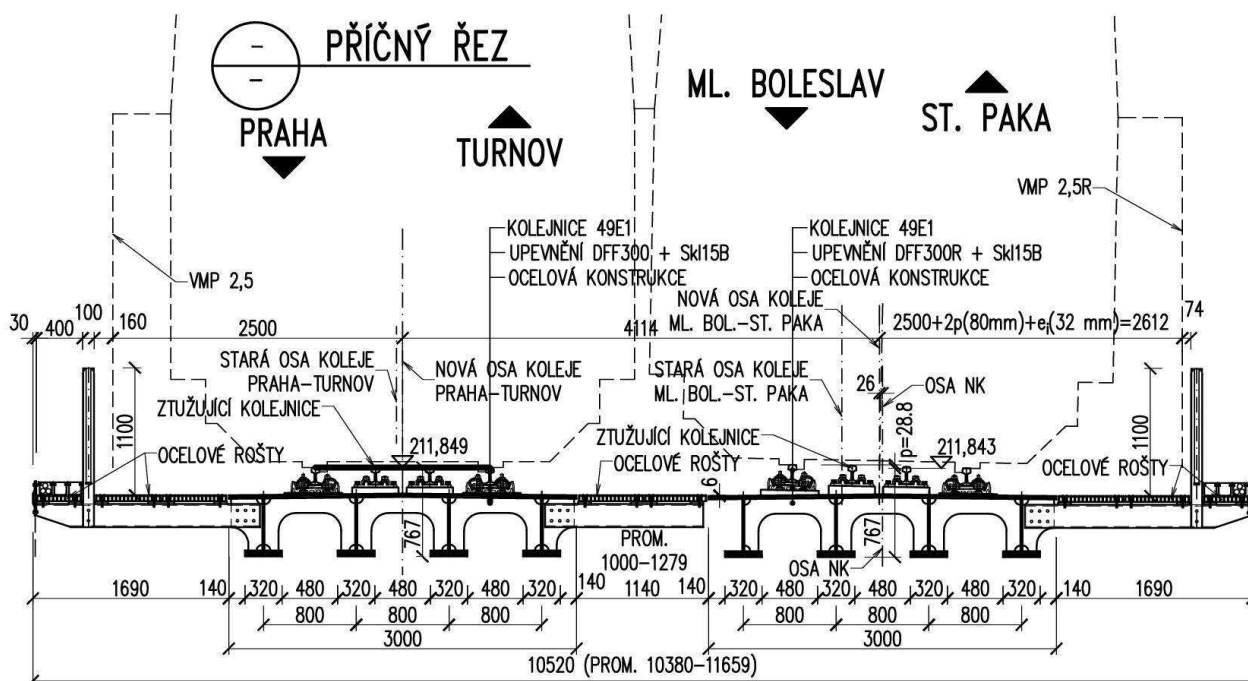 PŘÍČNÝ ŘEZ
-
-
PRAHA
TURNOV
ML. BOLESLAV
ST. PAKA
VMP 2,5R
VMP 2,5
KOLEJNICE 49E1
UPEVNĚNÍ DFF300 + Skl15B
OCELOVÁ KONSTRUKCE
KOLEJNICE 49E1
UPEVNĚNÍ DFF300R + Skl15B
OCELOVÁ KONSTRUKCE
NOVÁ OSA KOLEJE
ML. BOL.-ST. PAKA
30
400
100
160
2500
4114
2500+2p(80mm)+ei(32 mm)=2612
74
STARÁ OSA KOLEJE
PRAHA-TURNOV
NOVÁ OSA KOLEJE
PRAHA-TURNOV
STARÁ OSA KOLEJE
ML. BOL.-ST. PAKA
26
OSA NK
ZTUŽUJÍCÍ KOLEJNICE
1100
211,849
ZTUŽUJÍCÍ KOLEJNICE
p=28.8
211,843
1100
OCELOVÉ ROŠTY
OCELOVÉ ROŠTY
OCELOVÉ ROŠTY
6
767
PROM.
1000-1279
767
OSA NK
1690
140
320
480
320
480
320
480
320
140
1140
140
320
480
320
480
320
480
320
140
1690
800
800
800
800
800
800
3000
3000
10520 (PROM. 10380-11659)